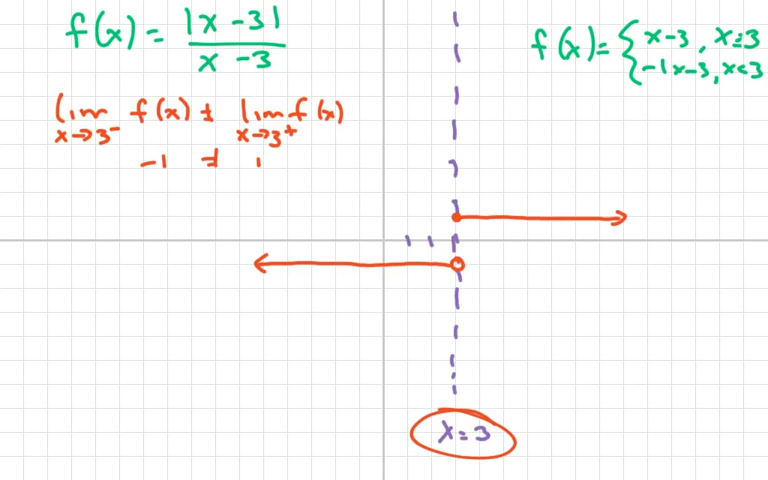 f(x) = |x - 3| / x - 3
f(x) = { x - 3, x ≥ 3
-1x - 3, x < 3
lim x→3⁻ f(x) ≠ lim x→3⁺ f(x)
-1 ≠ 1
x = 3